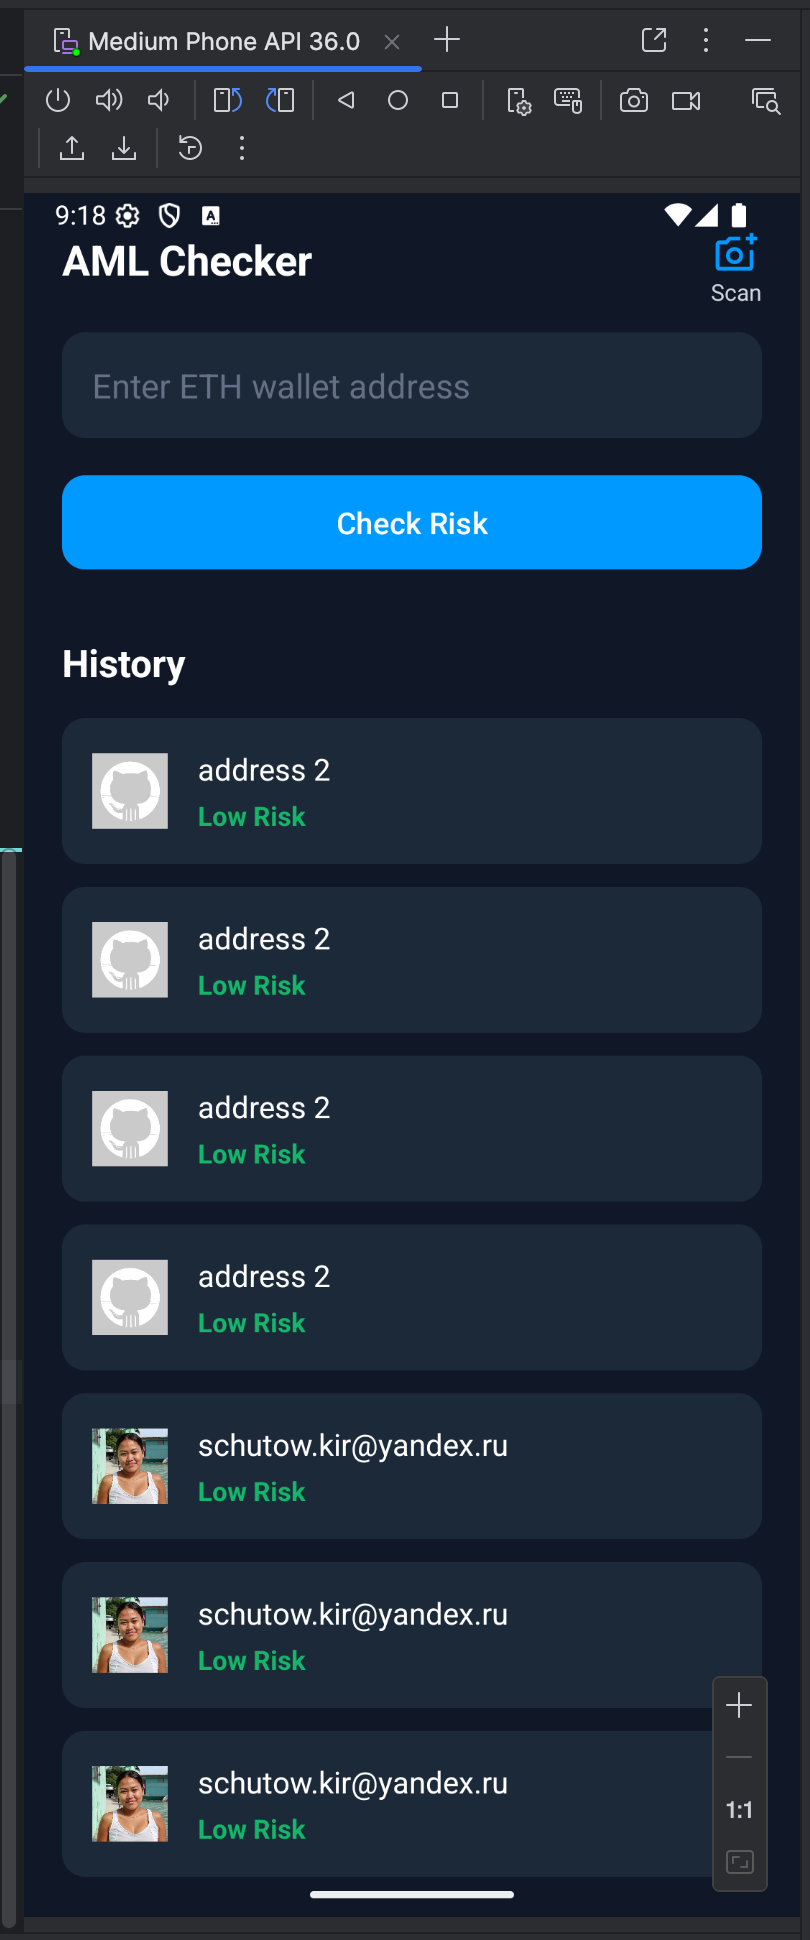 Medium Phone API 36.0
9:18
AML Checker
Scan
Enter ETH wallet address
Check Risk
History
address 2
Low Risk
address 2
Low Risk
address 2
Low Risk
address 2
Low Risk
schutow.kir@yandex.ru
Low Risk
schutow.kir@yandex.ru
Low Risk
schutow.kir@yandex.ru
Low Risk
1:1